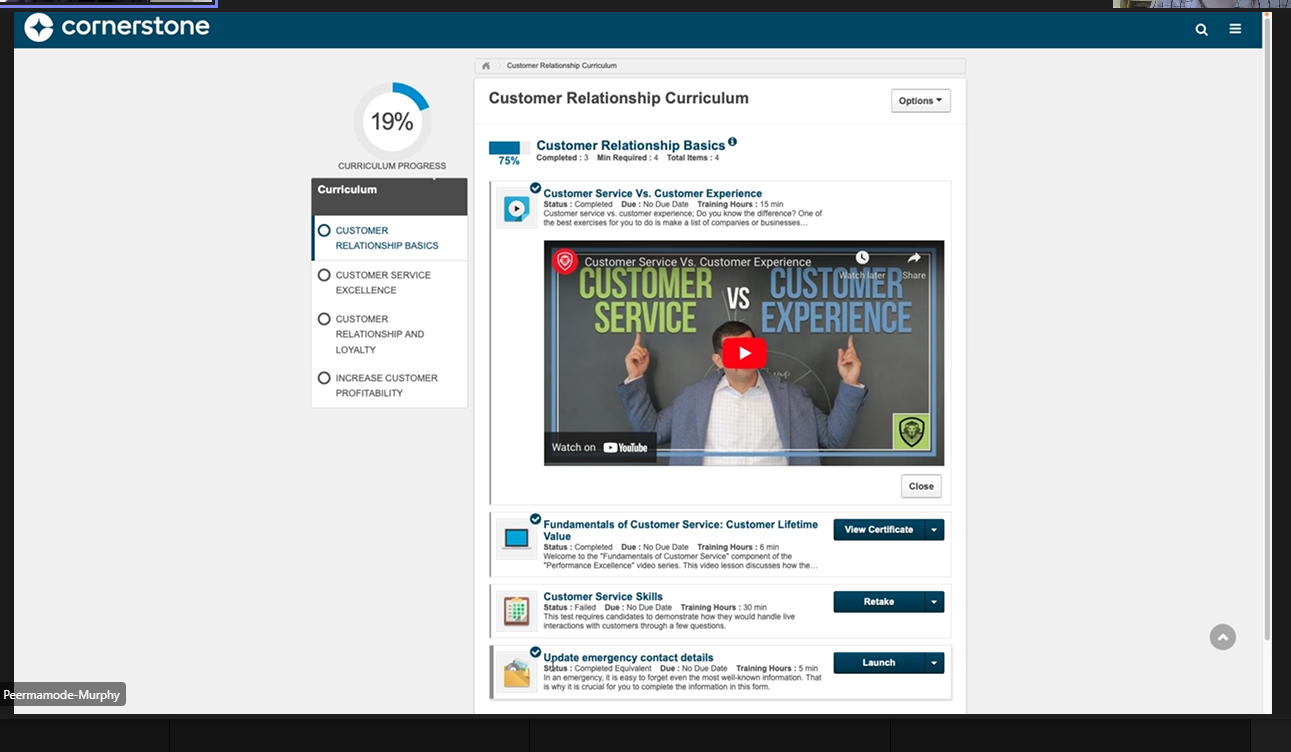 cornerstone
Customer Relationship Curriculum
19%
CURRICULUM PROGRESS
Curriculum
CUSTOMER
RELATIONSHIP BASICS
CUSTOMER SERVICE
EXCELLENCE
CUSTOMER
RELATIONSHIP AND
LOYALTY
INCREASE CUSTOMER
PROFITABILITY
Customer Relationship Curriculum
Options
75%
Customer Relationship Basics
Completed : 3 Min Required : 4 Total Items : 4
Customer Service Vs. Customer Experience
Status : Completed Due : No Due Date Training Hours : 15 min
Customer service vs. customer experience; Do you know the difference? One of
the best exercises for you to do is make a list of companies or businesses...
Customer Service Vs. Customer Experience
Watch later
Share
CUSTOMER SERVICE
VS
CUSTOMER EXPERIENCE
Watch on YouTube
Close
Fundamentals of Customer Service: Customer Lifetime
Value
Status : Completed Due : No Due Date Training Hours : 6 min
Welcome to the "Fundamentals of Customer Service" component of the
"Performance Excellence" video series. This video lesson discusses how the...
View Certificate
Customer Service Skills
Status : Failed Due : No Due Date Training Hours : 30 min
This test requires candidates to demonstrate how they would handle live
interactions with customers through a few questions.
Retake
Update emergency contact details
Status : Completed Equivalent Due : No Due Date Training Hours : 5 min
In an emergency, it is easy to forget even the most well-known information. That
is why it is crucial for you to complete the information in this form.
Launch
Peermamode-Murphy